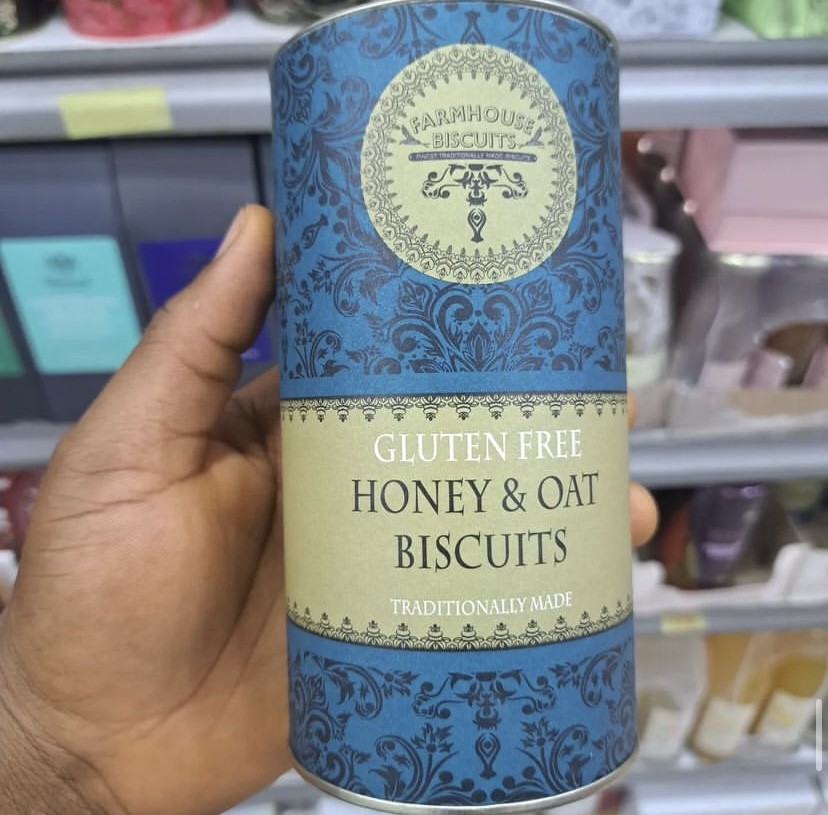 FARMHOUSE
BISCUITS
FINEST TRADITIONALLY MADE BISCUITS
GLUTEN FREE
HONEY & OAT
BISCUITS
TRADITIONALLY MADE